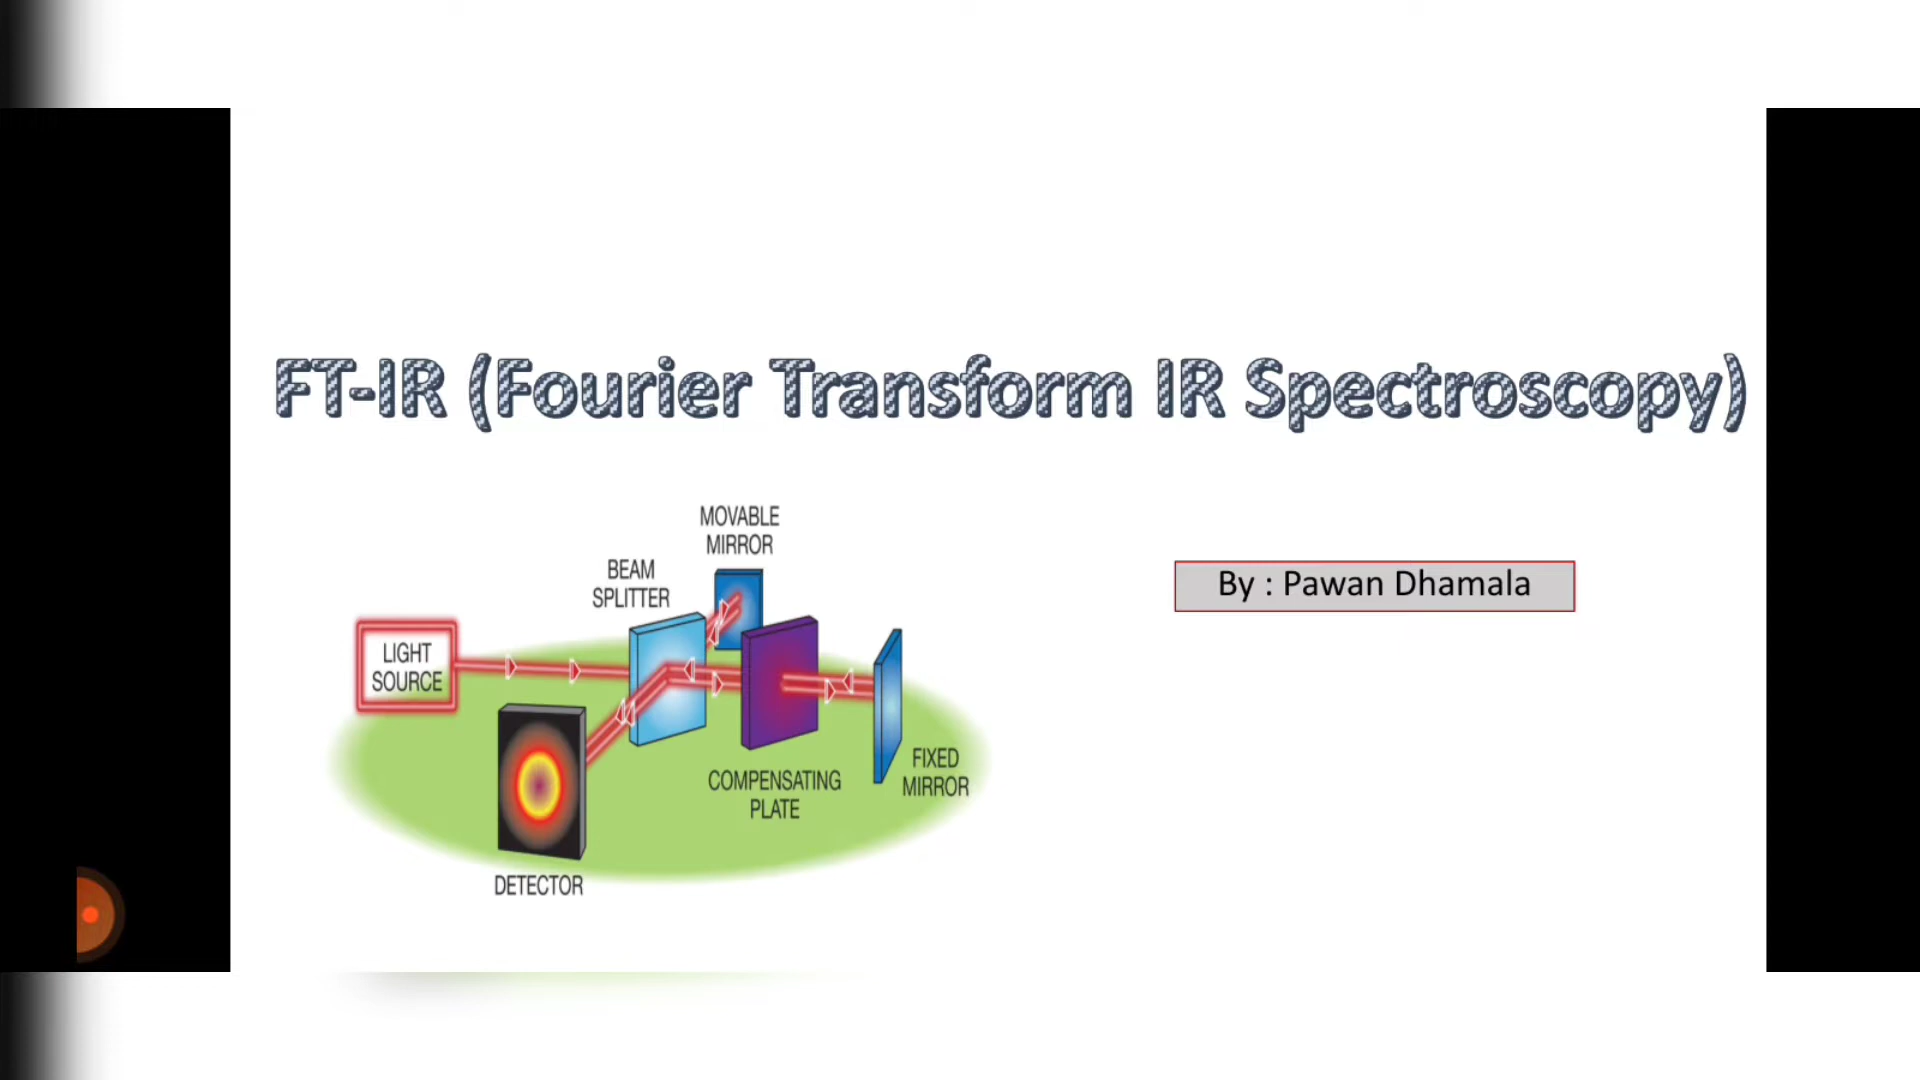 FT-IR (Fourier Transform IR Spectroscopy)
MOVABLE
MIRROR
BEAM
SPLITTER
By : Pawan Dhamala
LIGHT
SOURCE
FIXED
MIRROR
COMPENSATING
PLATE
DETECTOR